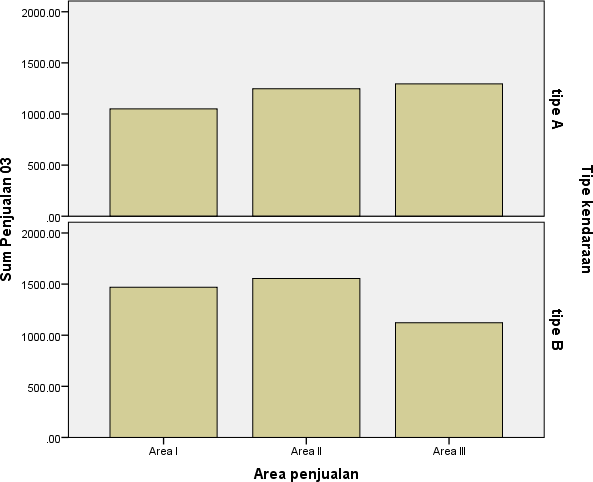 Sum Penjualan 03
2000.00
1500.00
1000.00
500.00
.00
tipe A
2000.00
1500.00
1000.00
500.00
.00
tipe B
Tipe kendaraan
Area I
Area II
Area III
Area penjualan